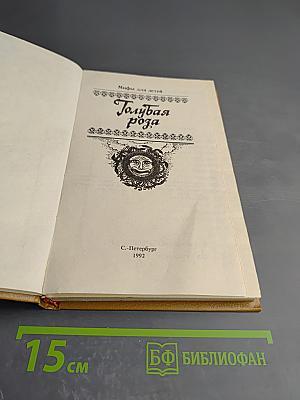 Мифы для детей
Голубая
роза
С.-Петербург
1992
15 см
БФ БИБЛИОФАН